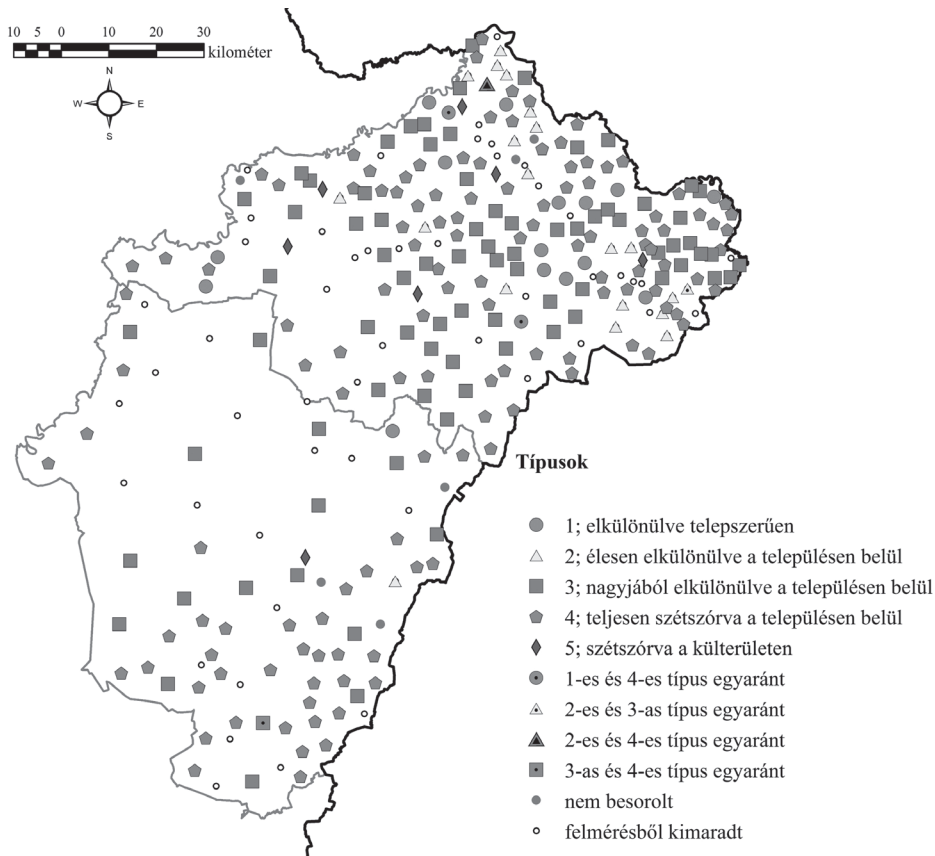 10 5 0 10 20 30
kilométer
N
W E
S
Típusok
1; elkülönülve telepszerűen
2; élesen elkülönülve a településen belül
3; nagyjából elkülönülve a településen belül
4; teljesen szétszórva a településen belül
5; szétszórva a külterületen
1-es és 4-es típus egyaránt
2-es és 3-as típus egyaránt
2-es és 4-es típus egyaránt
3-as és 4-es típus egyaránt
nem besorolt
felmérésből kimaradt